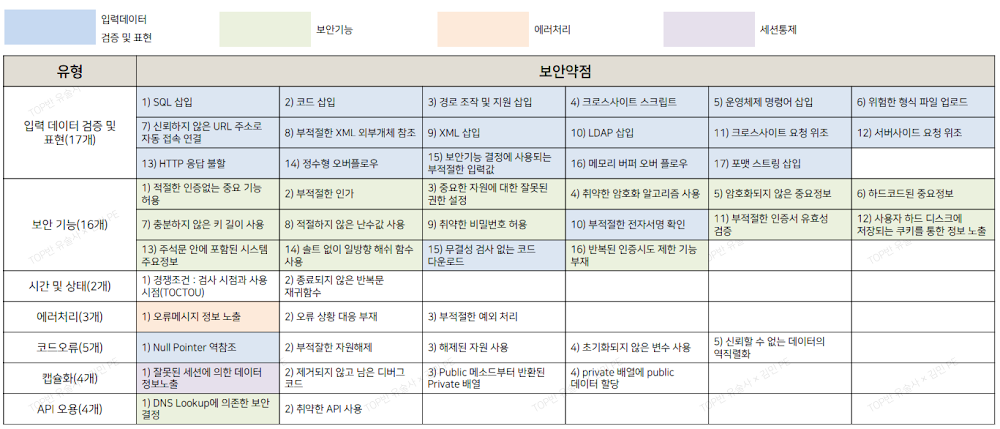 입력데이터
검증 및 표현
보안기능
에러처리
세션통제
유형
보안약점
입력 데이터 검증 및
표현(17개)
1) SQL 삽입
2) 코드 삽입
3) 경로 조작 및 지원 삽입
4) 크로스사이트 스크립트
5) 운영체제 명령어 삽입
6) 위험한 형식 파일 업로드
7) 신뢰하지 않은 URL 주소로
자동 접속 연결
8) 부적절한 XML 외부개체 참조
9) XML 삽입
10) LDAP 삽입
11) 크로스사이트 요청 위조
12) 서버사이드 요청 위조
13) HTTP 응답 불할
14) 정수형 오버플로우
15) 보안기능 결정에 사용되는
부적절한 입력값
16) 메모리 버퍼 오버 플로우
17) 포맷 스트링 삽입
보안 기능(16개)
1) 적절한 인증없는 중요 기능
허용
2) 부적절한 인가
3) 중요한 자원에 대한 잘못된
권한 설정
4) 취약한 암호화 알고리즘 사용
5) 암호화되지 않은 중요정보
6) 하드코드된 중요정보
7) 충분하지 않은 키 길이 사용
8) 적절하지 않은 난수값 사용
9) 취약한 비밀번호 허용
10) 부적절한 전자서명 확인
11) 부적절한 인증서 유효성
검증
12) 사용자 하드 디스크에
저장되는 쿠키를 통한 정보 노출
13) 주석문 안에 포함된 시스템
주요정보
14) 솔트 없이 일방향 해쉬 함수
사용
15) 무결성 검사 없는 코드
다운로드
16) 반복된 인증시도 제한 기능
부재
시간 및 상태(2개)
1) 경쟁조건 : 검사 시점과 사용
시점(TOCTOU)
2) 종료되지 않은 반복문
재귀함수
에러처리(3개)
1) 오류메시지 정보 노출
2) 오류 상황 대응 부재
3) 부적절한 예외 처리
코드오류(5개)
1) Null Pointer 역참조
2) 부적잘한 자원해제
3) 해제된 자원 사용
4) 초기화되지 않은 변수 사용
5) 신뢰할 수 없는 데이터의
역직렬화
캡슐화(4개)
1) 잘못된 세션에 의한 데이터
정보노출
2) 제거되지 않고 남은 디버그
코드
3) Public 메소드부터 반환된
Private 배열
4) private 배열에 public
데이터 할당
API 오용(4개)
1) DNS Lookup에 의존한 보안
결정
2) 취약한 API 사용